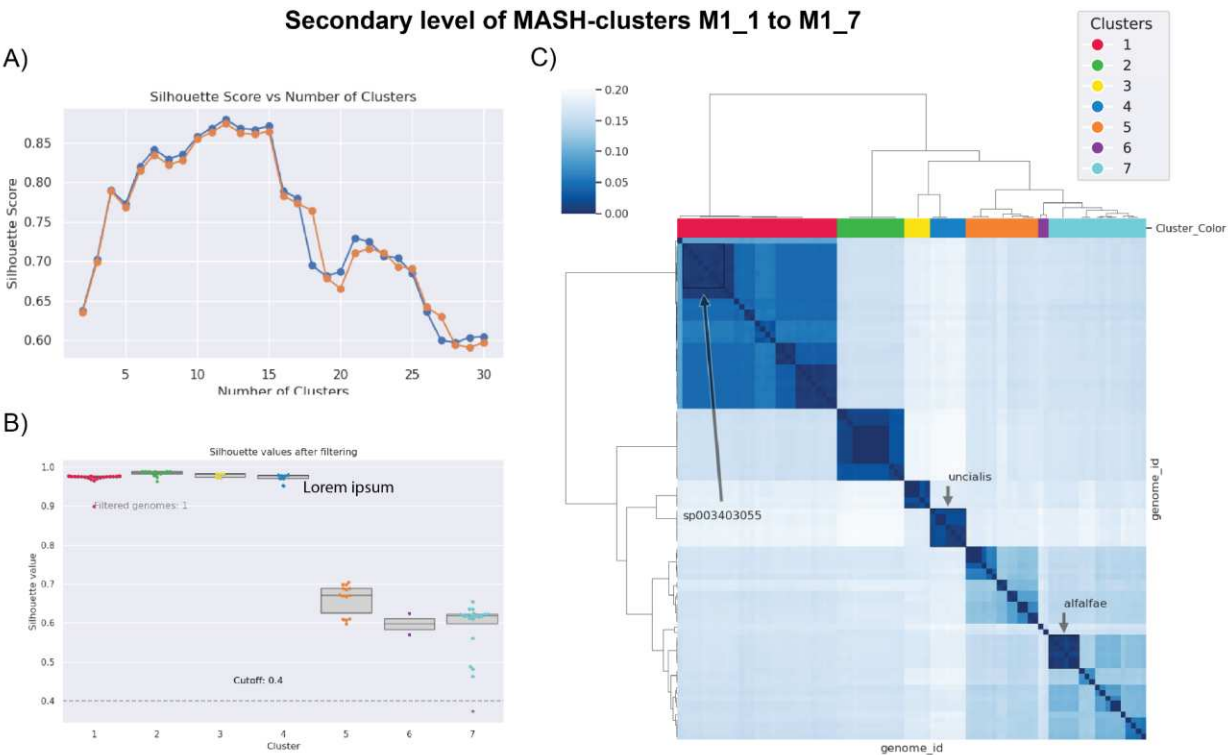 Secondary level of MASH-clusters M1_1 to M1_7
A)
Silhouette Score vs Number of Clusters
Silhouette Score
0.85
0.80
0.75
0.70
0.65
0.60
5 10 15 20 25 30
Number of Clusters
B)
Silhouette values after filtering
Silhouette value
1.0
0.9
0.8
0.7
0.6
0.5
0.4
Lorem ipsum
Filtered genomes: 1
Cutoff: 0.4
1 2 3 4 5 6 7
Cluster
C)
0.20
0.15
0.10
0.05
0.00
Clusters
1
2
3
4
5
6
7
Cluster_Color
sp003403055
uncialis
alfalfae
genome_id
genome_id